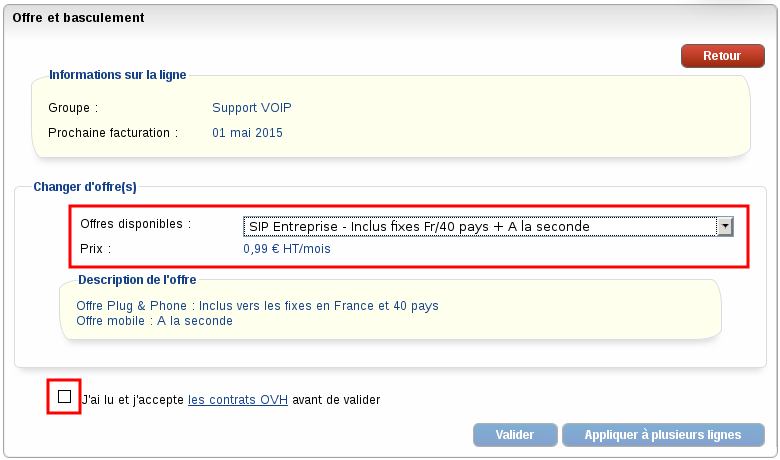 Offre et basculement
Retour
Informations sur la ligne
Groupe : Support VOIP
Prochaine facturation : 01 mai 2015
Changer d'offre(s)
Offres disponibles : SIP Entreprise - Inclus fixes Fr/40 pays + A la seconde
Prix : 0,99 € HT/mois
Description de l'offre
Offre Plug & Phone : Inclus vers les fixes en France et 40 pays
Offre mobile : A la seconde
J'ai lu et j'accepte les contrats OVH avant de valider
Valider Appliquer à plusieurs lignes